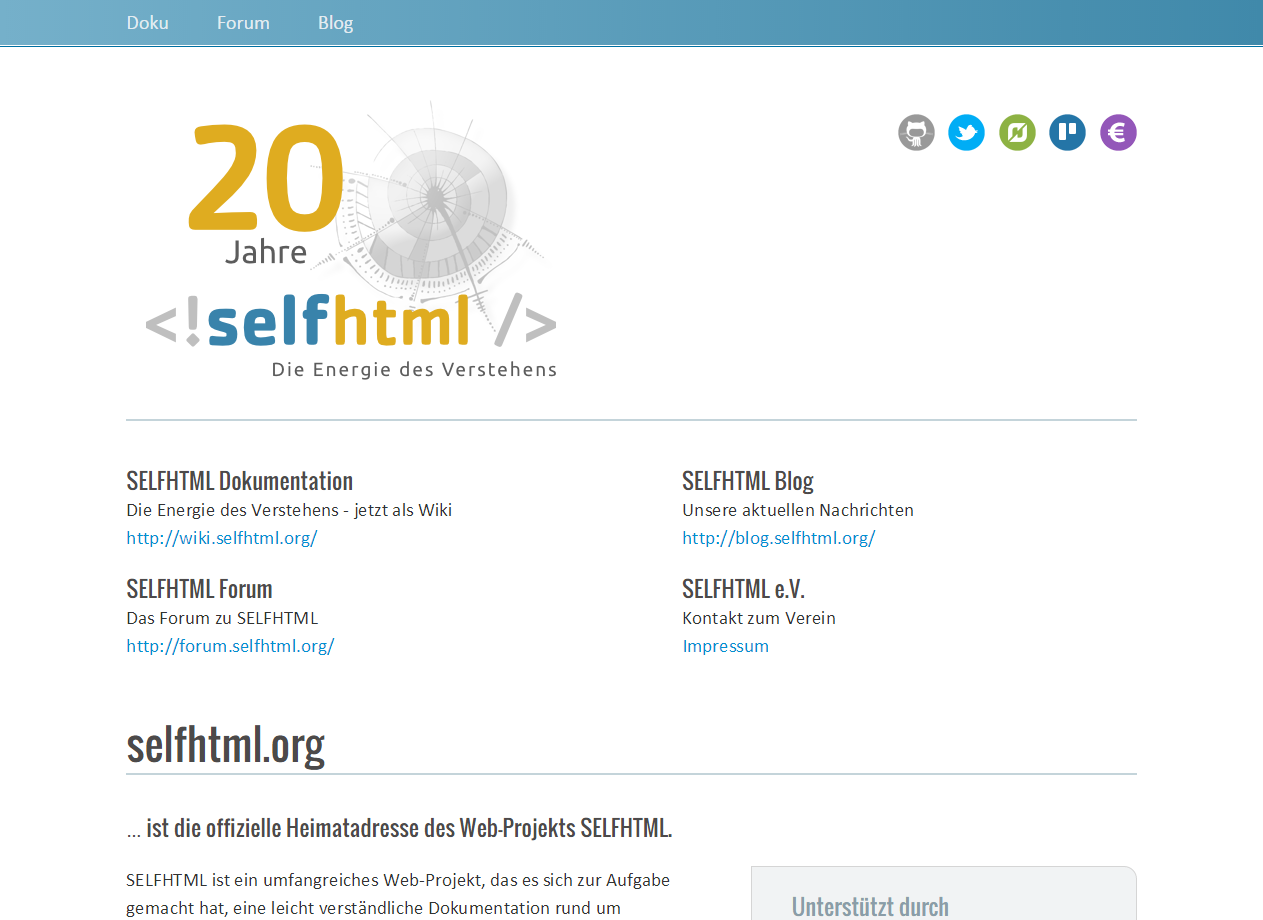 Doku Forum Blog
20
Jahre
<!selfhtml />
Die Energie des Verstehens
SELFHTML Dokumentation
Die Energie des Verstehens - jetzt als Wiki
http://wiki.selfhtml.org/
SELFHTML Blog
Unsere aktuellen Nachrichten
http://blog.selfhtml.org/
SELFHTML Forum
Das Forum zu SELFHTML
http://forum.selfhtml.org/
SELFHTML e.V.
Kontakt zum Verein
Impressum
selfhtml.org
... ist die offizielle Heimatadresse des Web-Projekts SELFHTML.
SELFHTML ist ein umfangreiches Web-Projekt, das es sich zur Aufgabe
gemacht hat, eine leicht verständliche Dokumentation rund um
Unterstützt durch